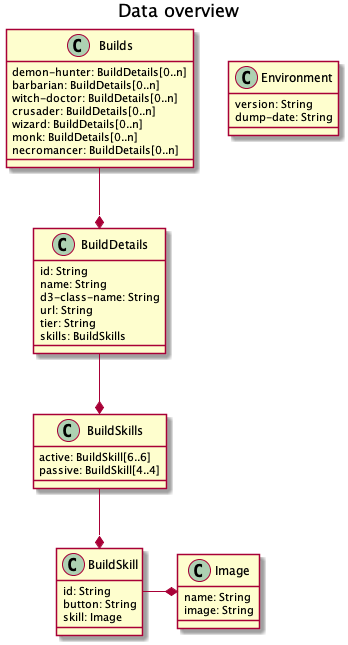 Data overview
C Builds
demon-hunter: BuildDetails[0..n]
barbarian: BuildDetails[0..n]
witch-doctor: BuildDetails[0..n]
crusader: BuildDetails[0..n]
wizard: BuildDetails[0..n]
monk: BuildDetails[0..n]
necromancer: BuildDetails[0..n]
C Environment
version: String
dump-date: String
C BuildDetails
id: String
name: String
d3-class-name: String
url: String
tier: String
skills: BuildSkills
C BuildSkills
active: BuildSkill[6..6]
passive: BuildSkill[4..4]
C BuildSkill
id: String
button: String
skill: Image
C Image
name: String
image: String